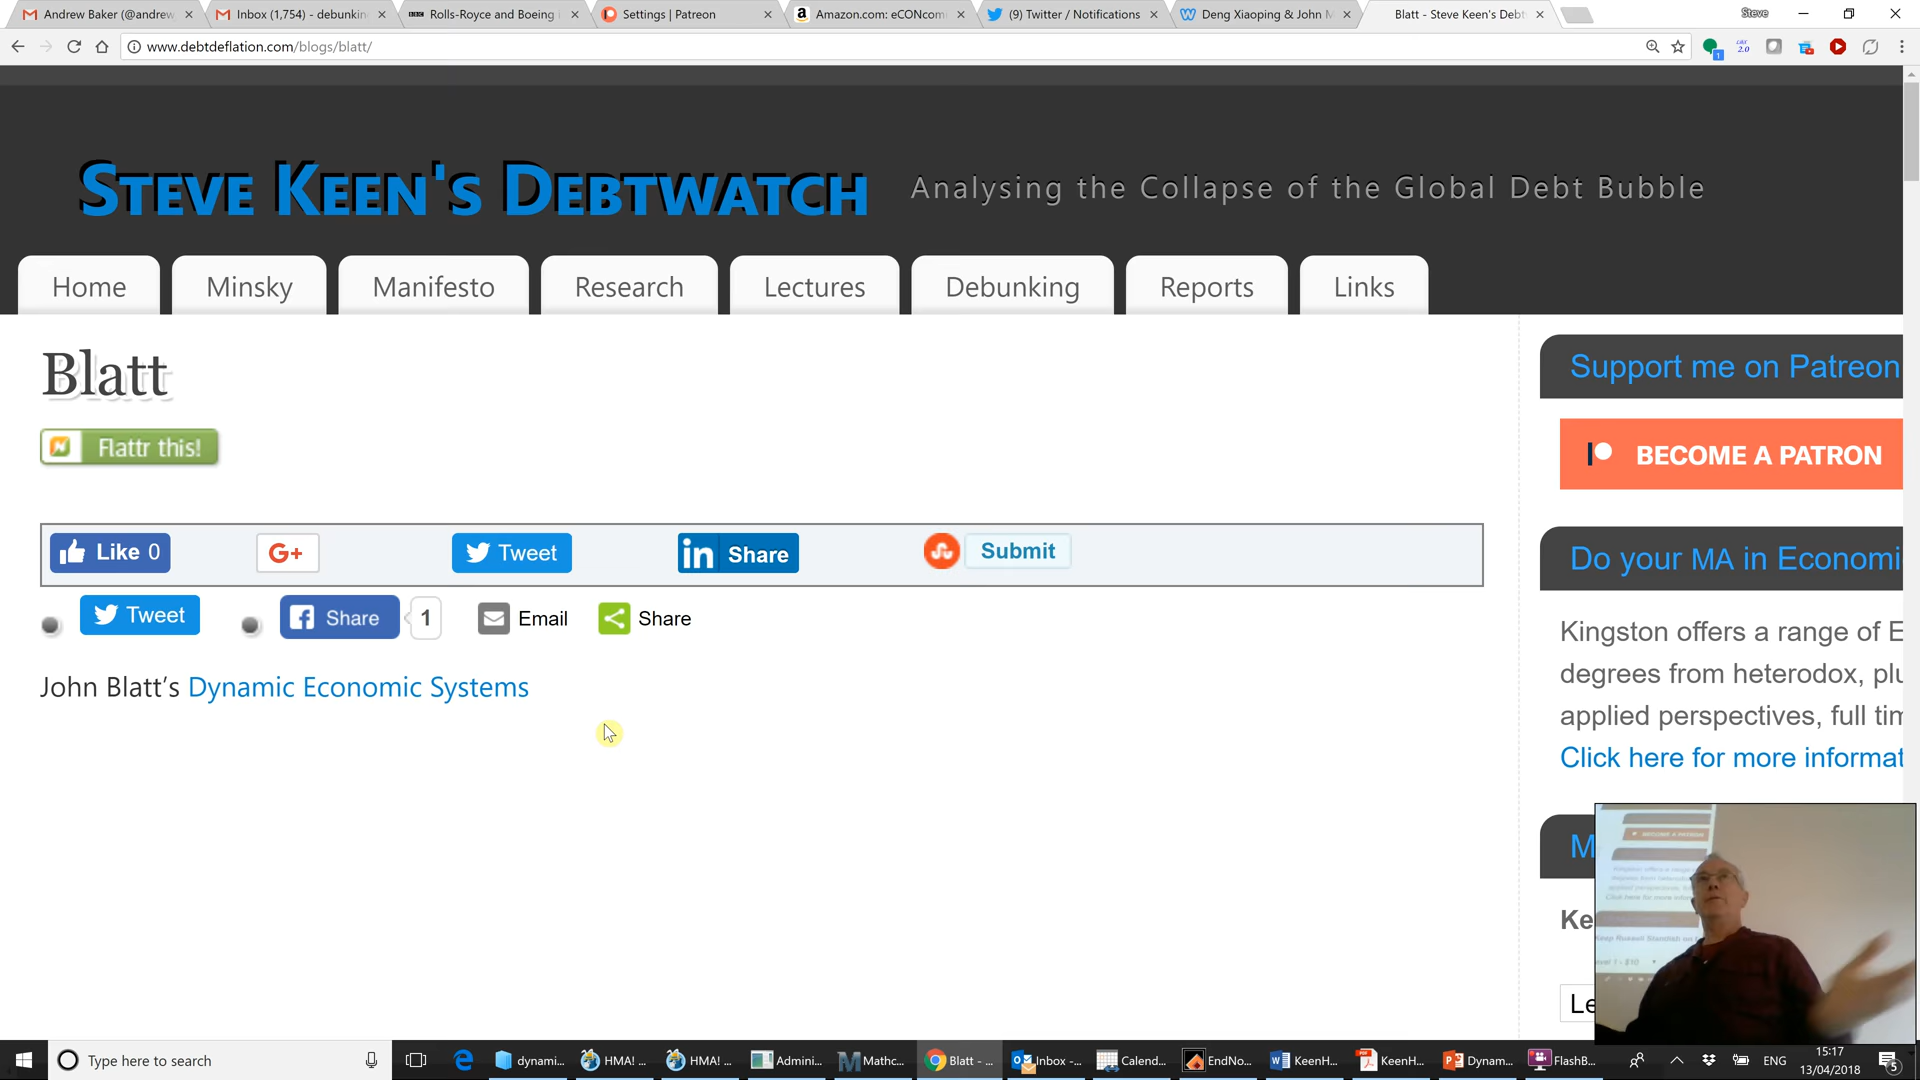 Andrew Baker (@andrew
Inbox (1,754) - debunkin
Rolls-Royce and Boeing i
Settings | Patreon
Amazon.com: eCONcom
(9) Twitter / Notifications
Deng Xiaoping & John M
Blatt - Steve Keen's Debt
Steve
www.debtdeflation.com/blogs/blatt/
STEVE KEEN'S DEBTWATCH
Analysing the Collapse of the Global Debt Bubble
Home
Minsky
Manifesto
Research
Lectures
Debunking
Reports
Links
Blatt
Flattr this!
Like 0
G+
Tweet
in Share
Submit
Tweet
Share
1
Email
Share
John Blatt's Dynamic Economic Systems
Support me on Patreon
BECOME A PATRON
Do your MA in Economi
Kingston offers a range of E
degrees from heterodox, plu
applied perspectives, full tim
Click here for more informat
M
Ke
Le
Type here to search
dynami...
HMA! ...
HMA! ...
Admini...
Mathc...
Blatt - ...
Inbox -...
Calend...
EndNo...
KeenH...
KeenH...
Dynam...
FlashB...
ENG
15:17
13/04/2018
5